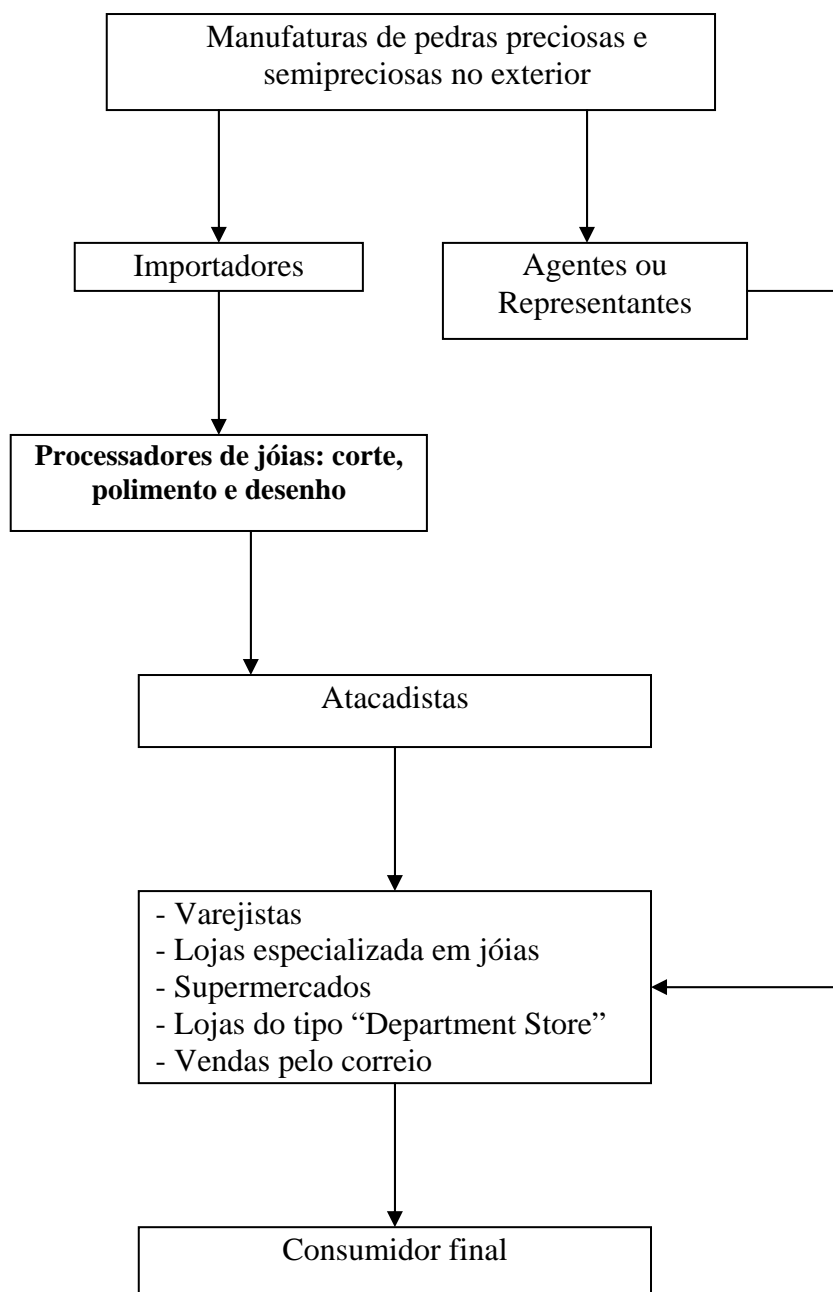 Manufaturas de pedras preciosas e
semipreciosas no exterior
Importadores
Agentes ou
Representantes
Processadores de jóias: corte,
polimento e desenho
Atacadistas
- Varejistas
- Lojas especializada em jóias
- Supermercados
- Lojas do tipo “Department Store”
- Vendas pelo correio
Consumidor final